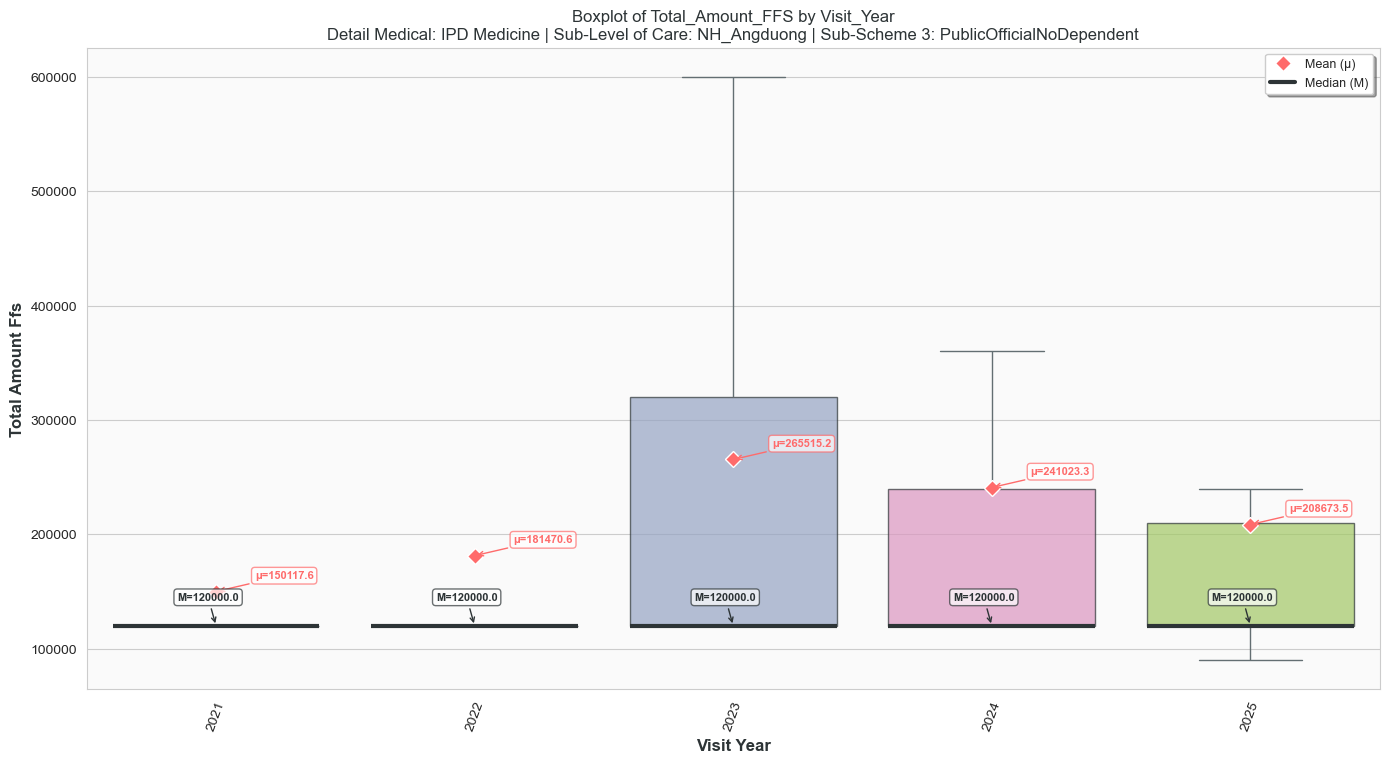 Boxplot of Total_Amount_FFS by Visit_Year
Detail Medical: IPD Medicine | Sub-Level of Care: NH_Angduong | Sub-Scheme 3: PublicOfficialNoDependent
Mean (μ)
Median (M)
Total Amount Ffs
600000
500000
400000
300000
200000
100000
μ=150117.6
μ=181470.6
μ=265515.2
μ=241023.3
μ=208673.5
M=120000.0
M=120000.0
M=120000.0
M=120000.0
M=120000.0
2021
2022
2023
2024
2025
Visit Year